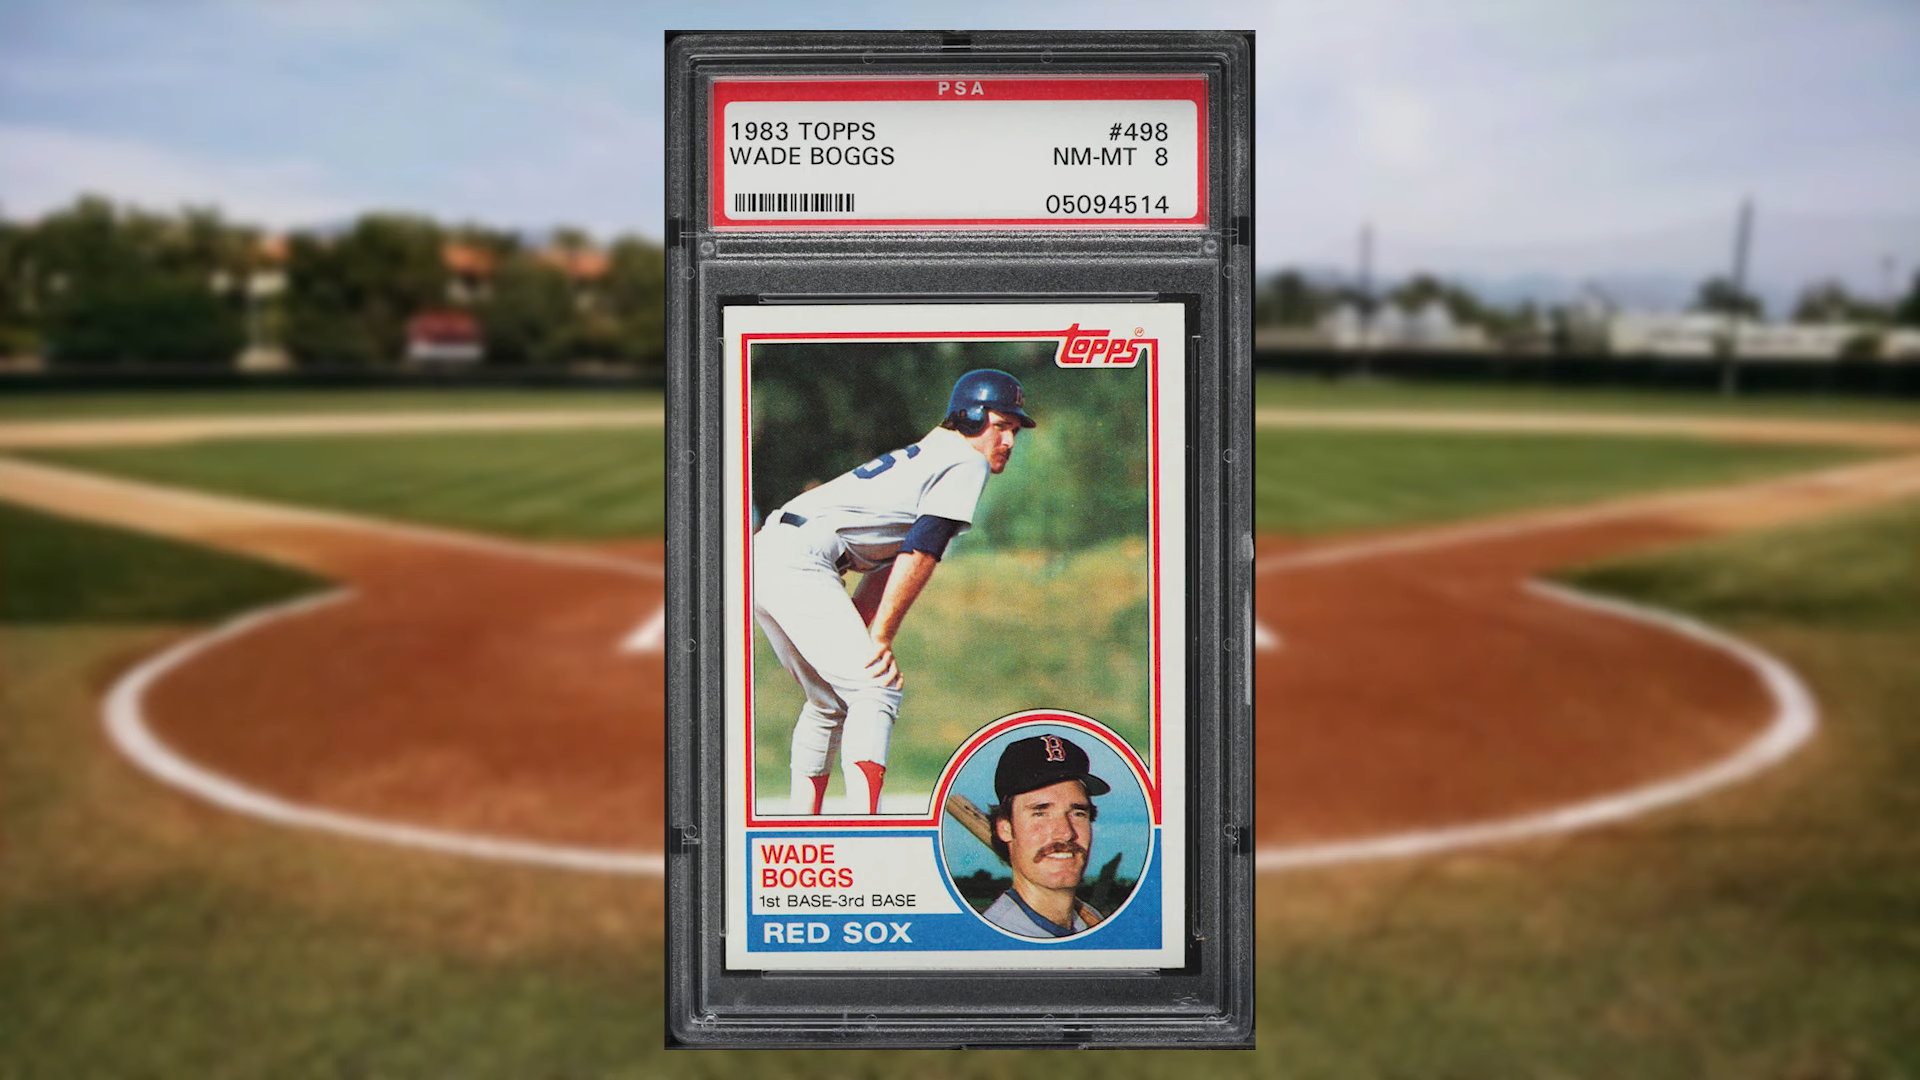 PSA
1983 TOPPS #498
WADE BOGGS NM-MT 8
05094514
topps
6
B
WADE
BOGGS
1st BASE-3rd BASE
RED SOX